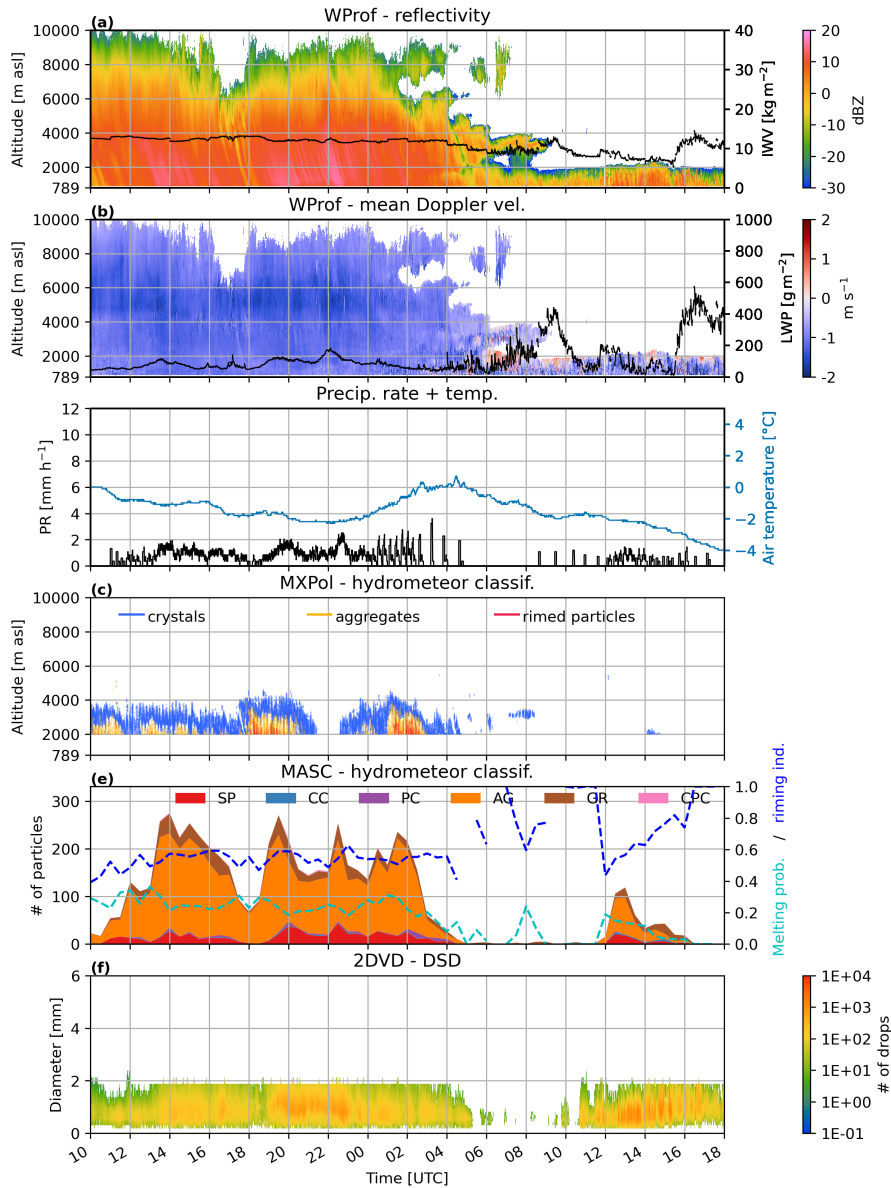 (a)
WProf - reflectivity
10000
8000
6000
4000
2000
789
Altitude [m asl]
40
30
20
10
0
IWV [kg m−2]
20
10
0
-10
-20
-30
dBZ
(b)
WProf - mean Doppler vel.
10000
8000
6000
4000
2000
789
Altitude [m asl]
1000
800
600
400
200
0
LWP [g m−2]
2
1
0
-1
-2
m s−1
Precip. rate + temp.
12
10
8
6
4
2
0
PR [mm h−1]
4
2
0
−2
−4
Air temperature [°C]
(c)
MXPol - hydrometeor classif.
crystals aggregates rimed particles
10000
8000
6000
4000
2000
789
Altitude [m asl]
(e)
MASC - hydrometeor classif.
SP CC PC AG GR CPC
300
200
100
0
# of particles
1.0
0.8
0.6
0.4
0.2
0.0
Melting prob. / riming ind.
(f)
2DVD - DSD
6
4
2
0
Diameter [mm]
1E+04
1E+03
1E+02
1E+01
1E+00
1E-01
# of drops
10 12 14 16 18 20 22 00 02 04 06 08 10 12 14 16 18
Time [UTC]